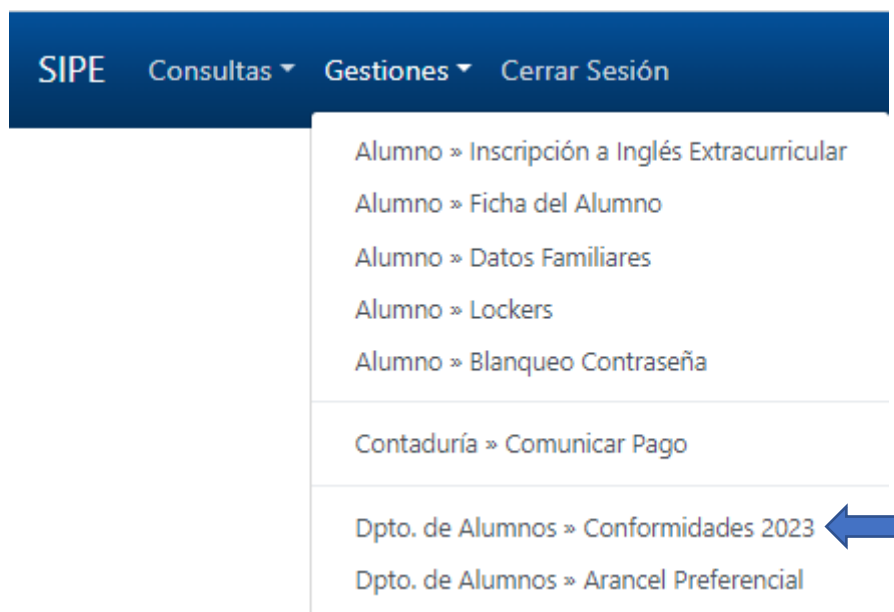 SIPE Consultas Gestiones Cerrar Sesión
Alumno » Inscripción a Inglés Extracurricular
Alumno » Ficha del Alumno
Alumno » Datos Familiares
Alumno » Lockers
Alumno » Blanqueo Contraseña
Contaduría » Comunicar Pago
Dpto. de Alumnos » Conformidades 2023
Dpto. de Alumnos » Arancel Preferencial